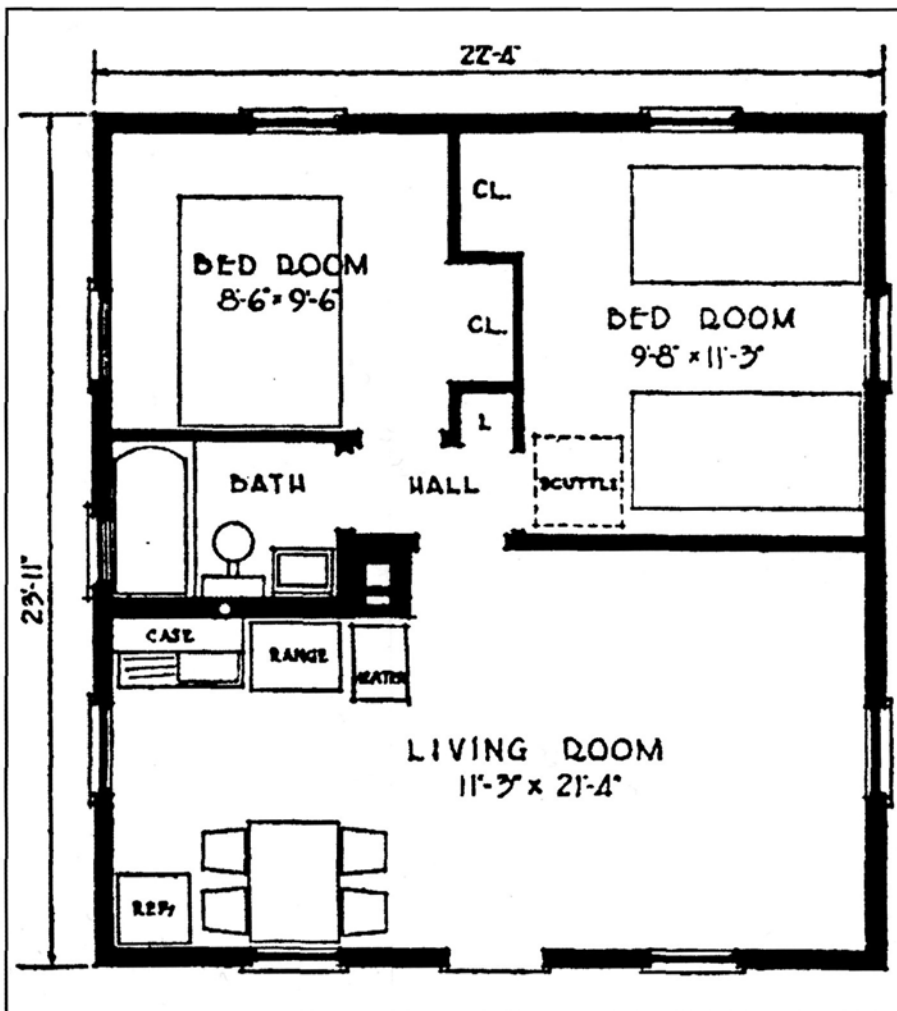 22'-4"
CL.
BED ROOM
8'-6" × 9'-6"
CL.
BED ROOM
9'-8" × 11'-3"
L
BATH
HALL
SCUTTLE
23'-11"
CASE
RANGE
HEATER
LIVING ROOM
11'-3" × 21'-4"
REF.